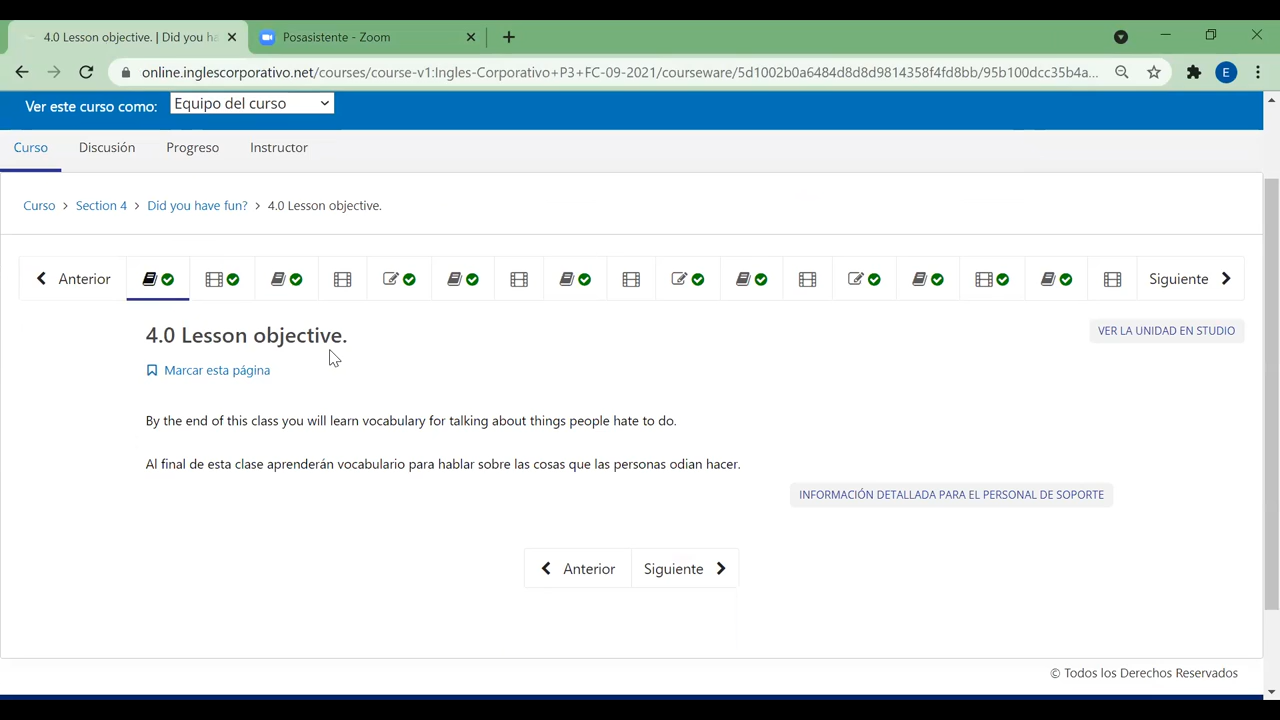 4.0 Lesson objective. | Did you ha
Posasistente - Zoom
online.inglescorporativo.net/courses/course-v1:Ingles-Corporativo+P3+FC-09-2021/courseware/5d1002b0a6484d8d8d9814358f4fd8bb/95b100dcc35b4a...
E
Ver este curso como:
Equipo del curso
Curso
Discusión
Progreso
Instructor
Curso > Section 4 > Did you have fun? > 4.0 Lesson objective.
Anterior
Siguiente
4.0 Lesson objective.
VER LA UNIDAD EN STUDIO
Marcar esta página
By the end of this class you will learn vocabulary for talking about things people hate to do.
Al final de esta clase aprenderán vocabulario para hablar sobre las cosas que las personas odian hacer.
INFORMACIÓN DETALLADA PARA EL PERSONAL DE SOPORTE
Anterior
Siguiente
© Todos los Derechos Reservados